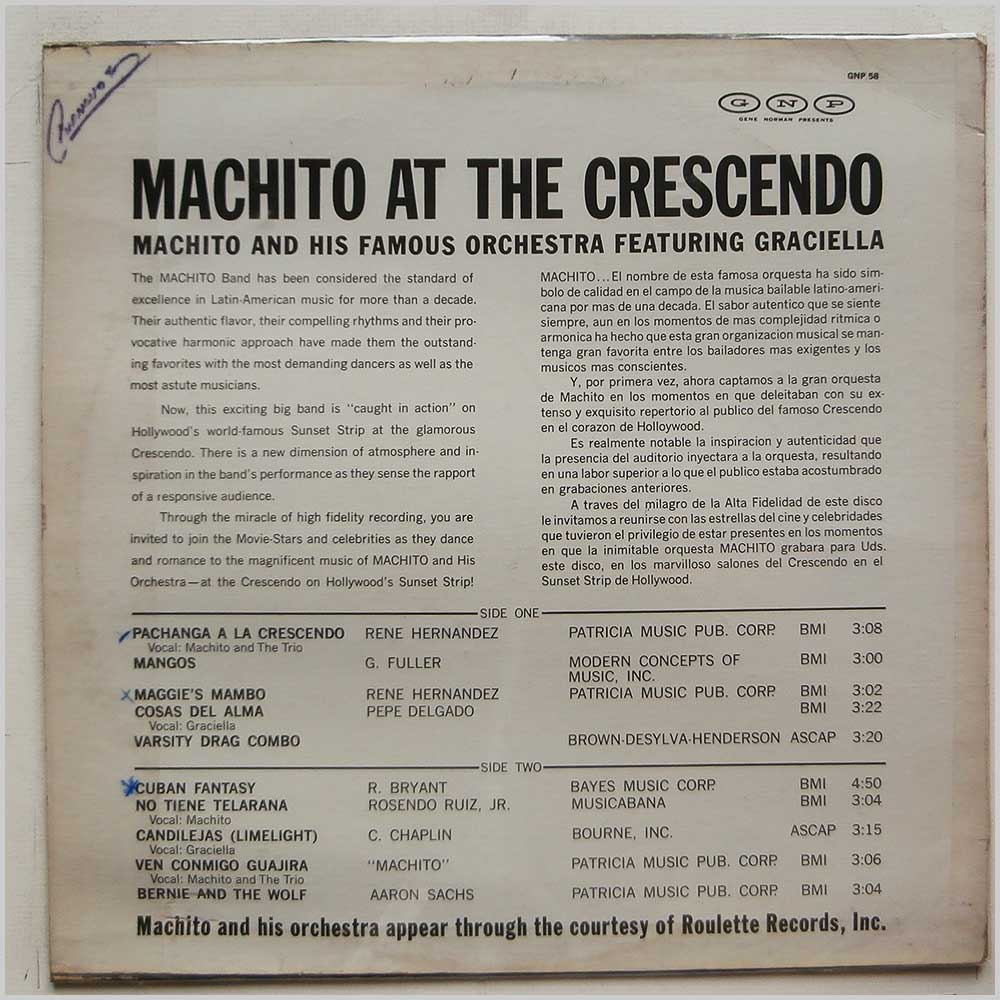 GNP 58
G N P
GENE NORMAN PRESENTS
MACHITO AT THE CRESCENDO
MACHITO AND HIS FAMOUS ORCHESTRA FEATURING GRACIELLA
The MACHITO Band has been considered the standard of
excellence in Latin-American music for more than a decade.
Their authentic flavor, their compelling rhythms and their pro-
vocative harmonic approach have made them the outstand-
ing favorites with the most demanding dancers as well as the
most astute musicians.
Now, this exciting big band is "caught in action" on
Hollywood's world-famous Sunset Strip at the glamorous
Crescendo. There is a new dimension of atmosphere and in-
spiration in the band's performance as they sense the rapport
of a responsive audience.
Through the miracle of high fidelity recording, you are
invited to join the Movie-Stars and celebrities as they dance
and romance to the magnificent music of MACHITO and His
Orchestra—at the Crescendo on Hollywood's Sunset Strip!
MACHITO...El nombre de esta famosa orquesta ha sido sim-
bolo de calidad en el campo de la musica bailable latino-ameri-
cana por mas de una decada. El sabor autentico que se siente
siempre, aun en los momentos de mas complejidad ritmica o
armonica ha hecho que esta gran organizacion musical se man-
tenga gran favorita entre los bailadores mas exigentes y los
musicos mas conscientes.
Y, por primera vez, ahora captamos a la gran orquesta
de Machito en los momentos en que deleitaban con su ex-
tenso y exquisito repertorio al publico del famoso Crescendo
en el corazon de Holloywood.
Es realmente notable la inspiracion y autenticidad que
la presencia del auditorio inyectara a la orquesta, resultando
en una labor superior a lo que el publico estaba acostumbrado
en grabaciones anteriores.
A traves del milagro de la Alta Fidelidad de este disco
le invitamos a reunirse con las estrellas del cine y celebridades
que tuvieron el privilegio de estar presentes en los momentos
en que la inimitable orquesta MACHITO grabara para Uds.
este disco, en los marvilloso salones del Crescendo en el
Sunset Strip de Hollywood.
SIDE ONE
PACHANGA A LA CRESCENDO RENE HERNANDEZ PATRICIA MUSIC PUB. CORP. BMI 3:08
Vocal: Machito and The Trio
MANGOS G. FULLER MODERN CONCEPTS OF BMI 3:00
MUSIC, INC.
MAGGIE'S MAMBO RENE HERNANDEZ PATRICIA MUSIC PUB. CORP. BMI 3:02
COSAS DEL ALMA PEPE DELGADO BMI 3:22
Vocal: Graciella
VARSITY DRAG COMBO BROWN-DESYLVA-HENDERSON ASCAP 3:20
SIDE TWO
CUBAN FANTASY R. BRYANT BAYES MUSIC CORP. BMI 4:50
NO TIENE TELARANA ROSENDO RUIZ, JR. MUSICABANA BMI 3:04
Vocal: Machito
CANDILEJAS (LIMELIGHT) C. CHAPLIN BOURNE, INC. ASCAP 3:15
Vocal: Graciella
VEN CONMIGO GUAJIRA "MACHITO" PATRICIA MUSIC PUB. CORP. BMI 3:06
Vocal: Machito and The Trio
BERNIE AND THE WOLF AARON SACHS PATRICIA MUSIC PUB. CORP. BMI 3:04
Machito and his orchestra appear through the courtesy of Roulette Records, Inc.